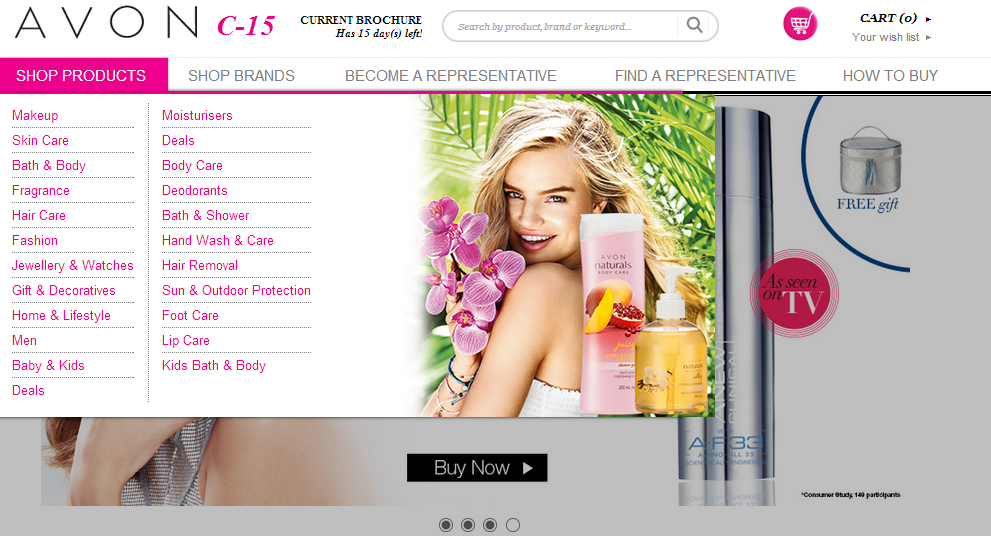 AVON
C-15
CURRENT BROCHURE
Has 15 day(s) left!
Search by product, brand or keyword...
CART (0)
Your wish list
SHOP PRODUCTS
SHOP BRANDS
BECOME A REPRESENTATIVE
FIND A REPRESENTATIVE
HOW TO BUY
Makeup
Skin Care
Bath & Body
Fragrance
Hair Care
Fashion
Jewellery & Watches
Gift & Decoratives
Home & Lifestyle
Men
Baby & Kids
Deals
Moisturisers
Deals
Body Care
Deodorants
Bath & Shower
Hand Wash & Care
Hair Removal
Sun & Outdoor Protection
Foot Care
Lip Care
Kids Bath & Body
AVON
naturals
BODY CARE
naturals
FREE gift
As seen
on TV
ANEW
CLINICAL
A-F33
AMINO FILL 33
Buy Now
*Consumer Study, 149 participants